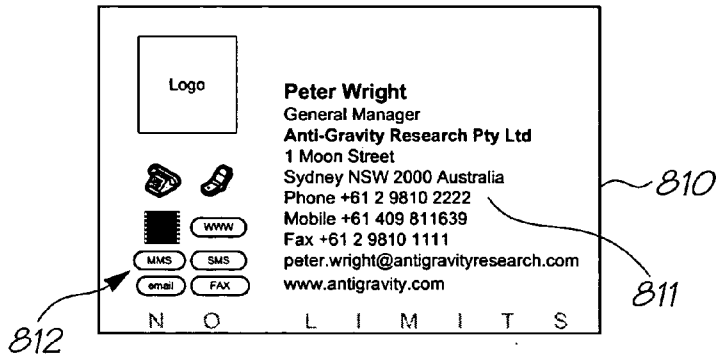 Logo
Peter Wright
General Manager
Anti-Gravity Research Pty Ltd
1 Moon Street
Sydney NSW 2000 Australia
Phone +61 2 9810 2222
Mobile +61 409 811639
Fax +61 2 9810 1111
peter.wright@antigravityresearch.com
www.antigravity.com
WWW
MMS SMS
email FAX
NO LIMITS
810
811
812